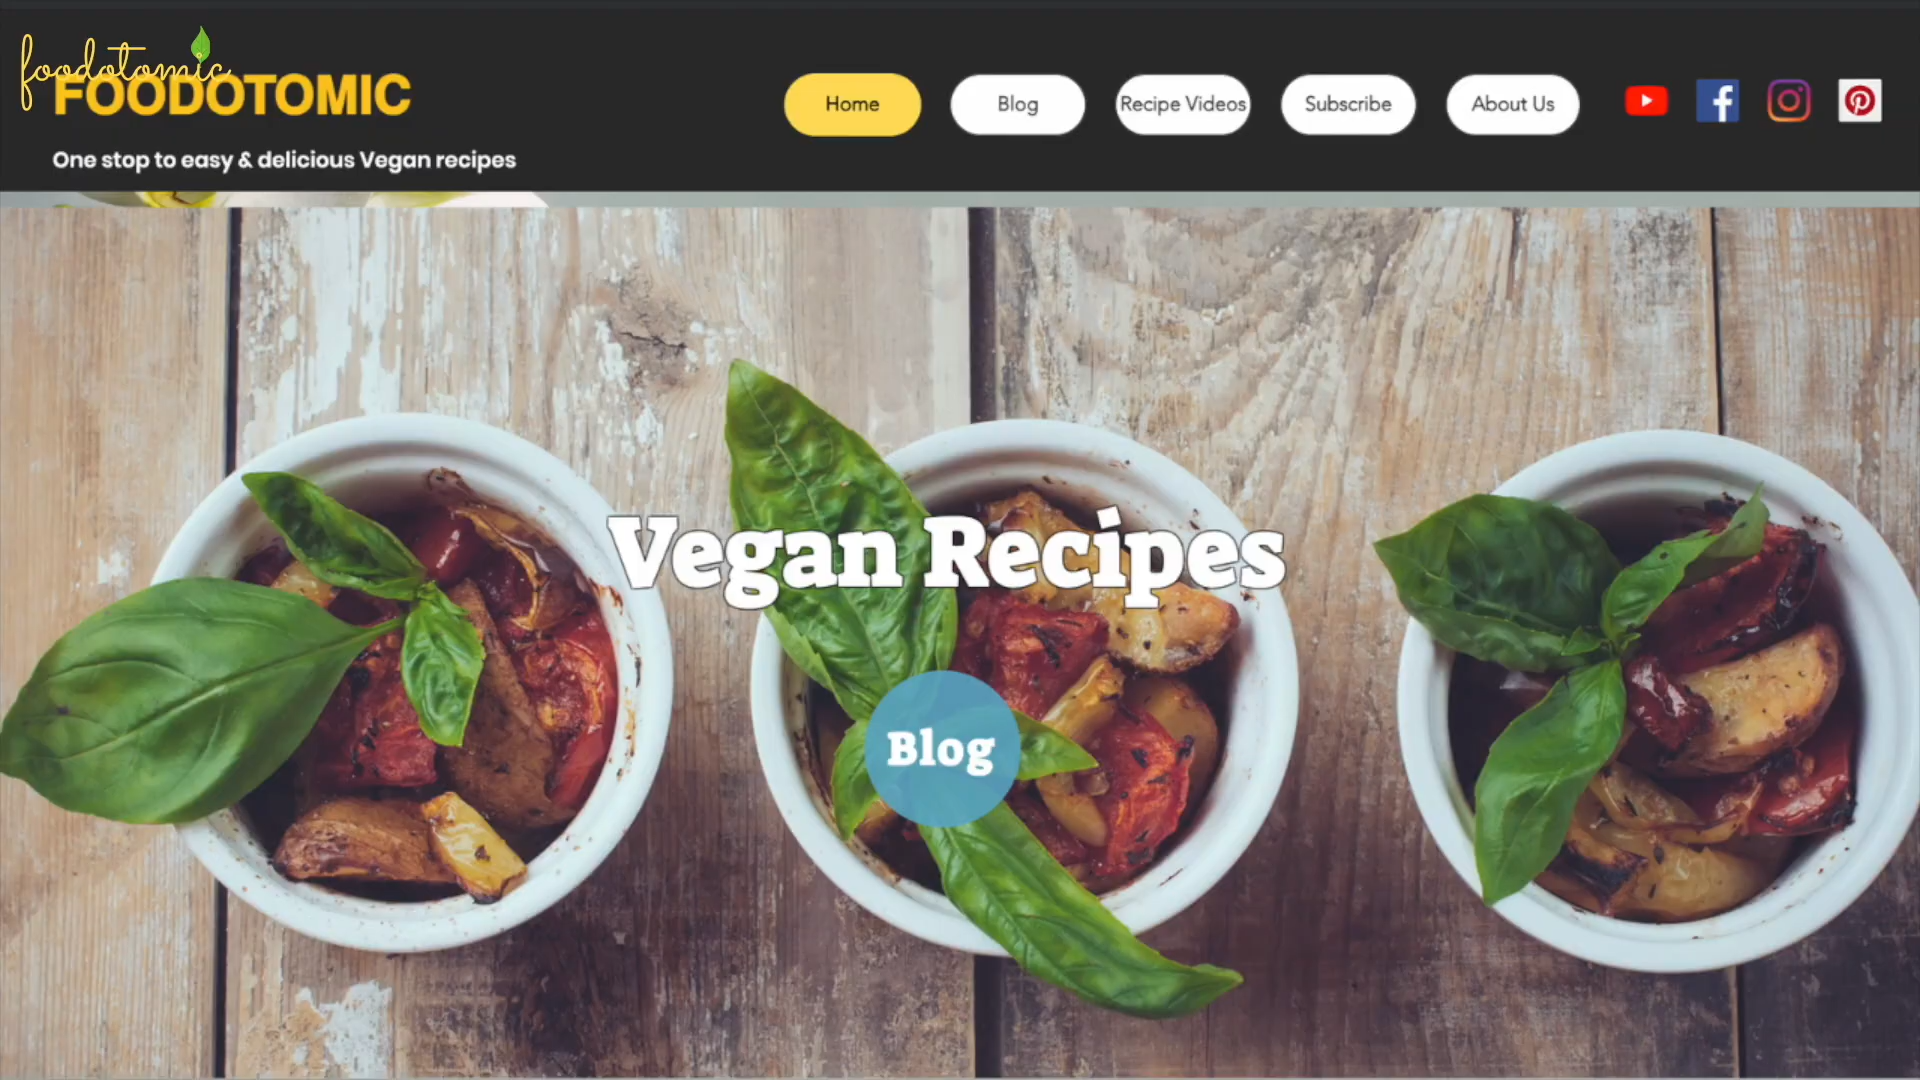 foodotomic
FOODOTOMIC
One stop to easy & delicious Vegan recipes
Home
Blog
Recipe Videos
Subscribe
About Us
Vegan Recipes
Blog